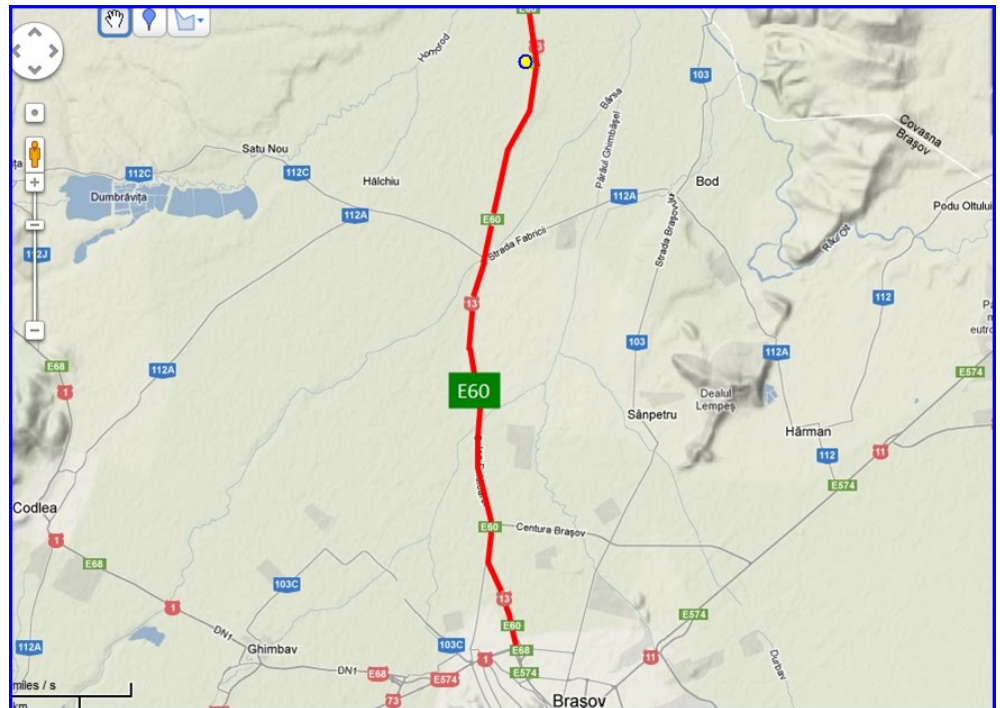 13
103
Homorod
Bârsa
Covasna
Brașov
Pârâul Ghimbășel
Satu Nou
112C
112C
Hălchiu
Bod
Dumbrăvița
112A
112A
Podu Oltului
E60
Strada Fabricii
Strada Brașovului
Râul Olt
112J
13
112
103
112A
E68
1
112A
E574
E60
Dealul
Lempeș
Sânpetru
Hărman
11
112
E574
Codlea
E60
Centura Brașov
1
E68
103C
13
1
E574
DN1
E60
112A
Ghimbav
103C
E68
1
11
Durbav
DN1
E68
E574
E574
73
miles / s
km
Brașov